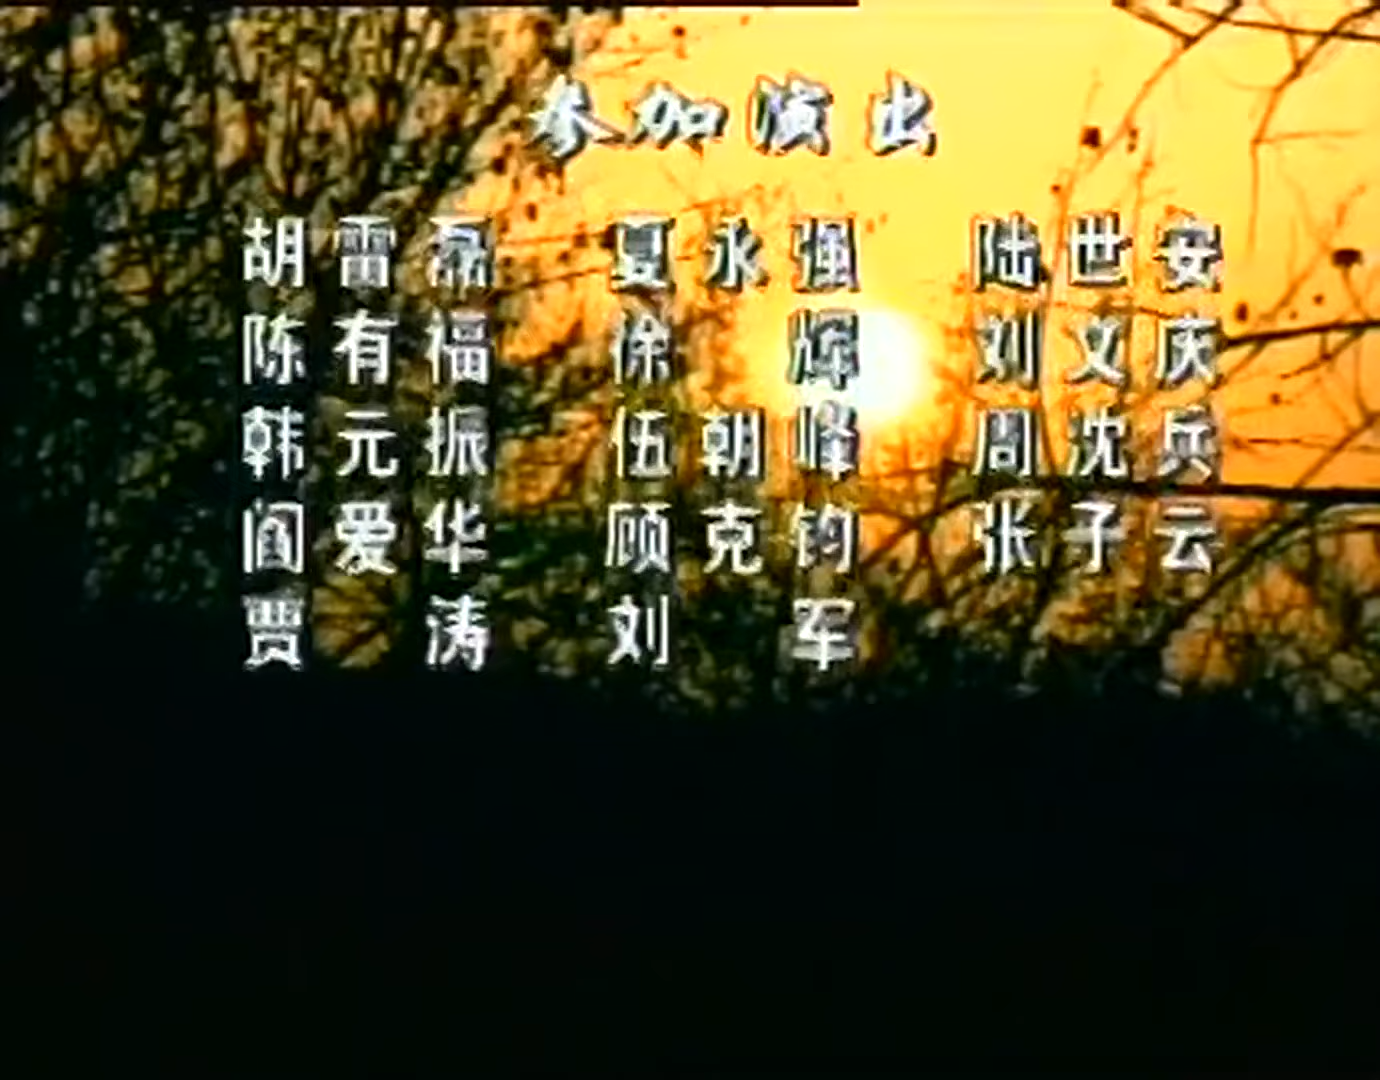 参加演出
胡雷磊 夏永强 陆世安
陈有福 徐辉 刘文庆
韩元振 伍朝峰 周沈兵
阎爱华 顾克钧 张子云
贾涛 刘军